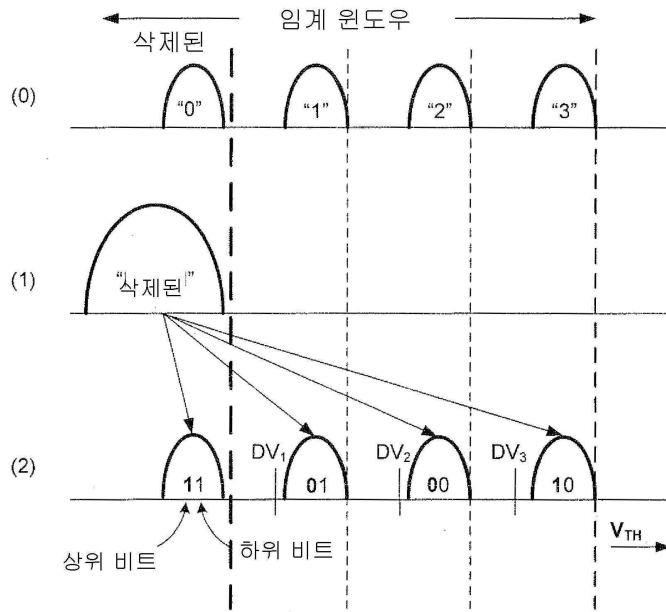 임계 윈도우
삭제된
(0) "0" "1" "2" "3"
(1) "삭제된"
(2) 11 DV1 01 DV2 00 DV3 10
VTH
상위 비트 하위 비트